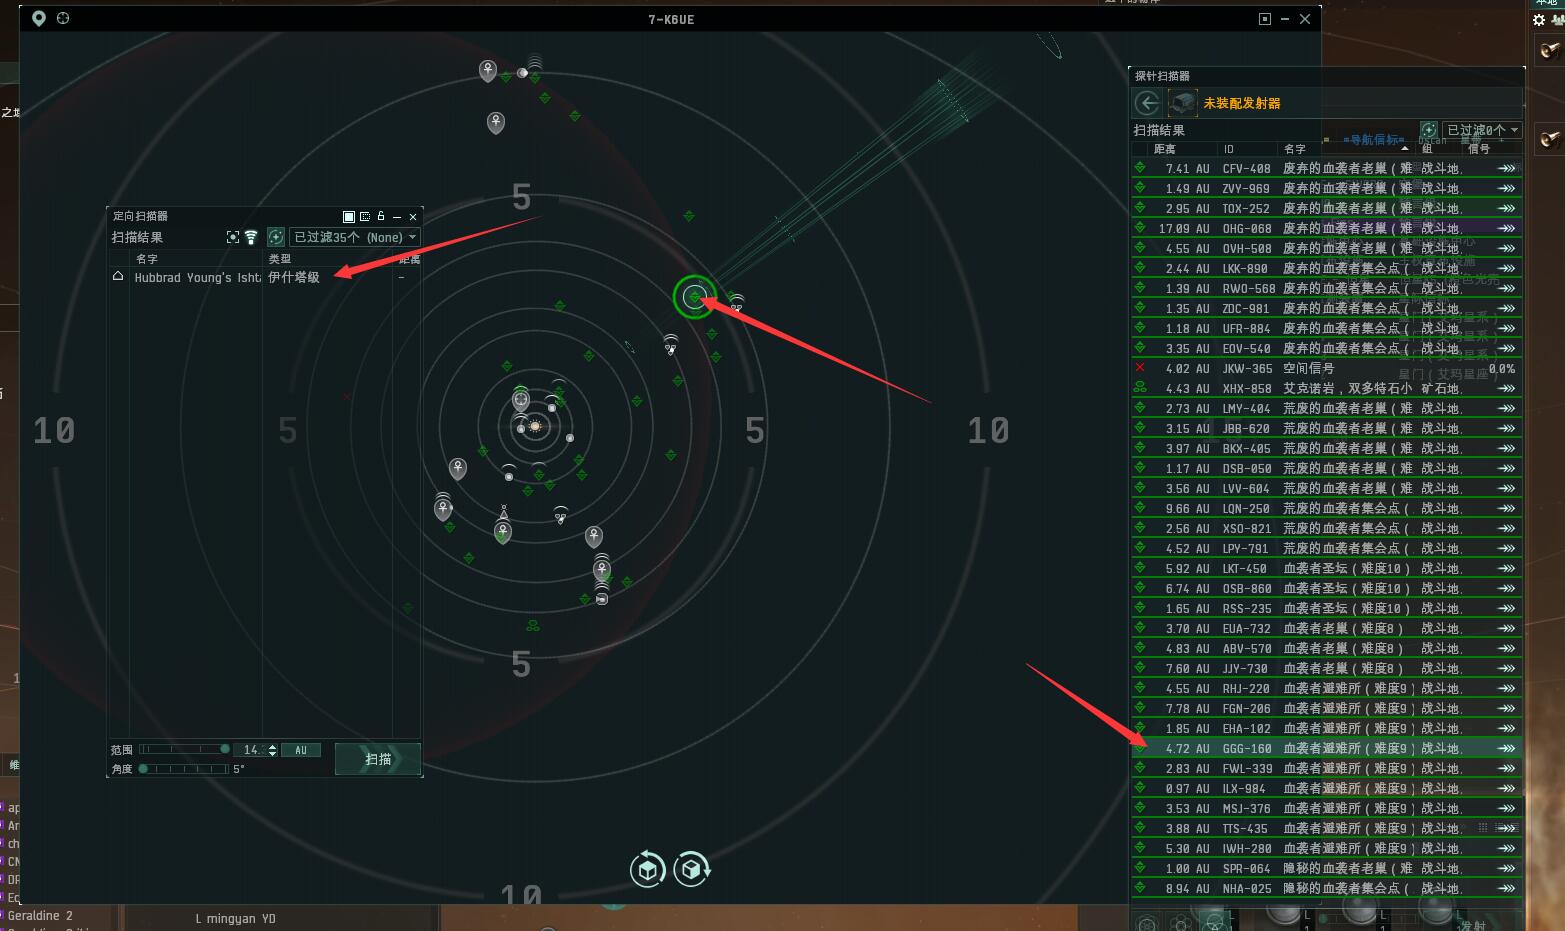 7-K6UE
之地
5
5
10
5
5
10
10
定向扫描器
扫描结果
已过滤35个 (None)
名字 类型 距离
Hubbrad Young's Ishta 伊什塔级 –
范围 14. AU
角度 5°
扫描
探针扫描器
未装配发射器
扫描结果 已过滤0个
距离 ID 名字 组 信号
7.41 AU CFV-408 废弃的血袭者老巢（难 战斗地.
1.49 AU ZVY-969 废弃的血袭者老巢（难 战斗地.
2.95 AU TOX-252 废弃的血袭者老巢（难 战斗地.
17.09 AU OHG-068 废弃的血袭者老巢（难 战斗地.
4.55 AU OVH-508 废弃的血袭者老巢（难 战斗地.
2.44 AU LKK-890 废弃的血袭者集会点（. 战斗地.
1.39 AU RWO-568 废弃的血袭者集会点（. 战斗地.
1.35 AU ZDC-981 废弃的血袭者集会点（. 战斗地.
1.18 AU UFR-884 废弃的血袭者集会点（. 战斗地.
3.35 AU EOV-540 废弃的血袭者集会点（. 战斗地.
4.02 AU JKW-365 空间信号 0.0%
4.43 AU XHX-858 艾克诺岩，双多特石小 矿石地.
2.73 AU LMY-404 荒废的血袭者老巢（难 战斗地.
3.15 AU JBB-620 荒废的血袭者老巢（难 战斗地.
3.97 AU BKX-405 荒废的血袭者老巢（难 战斗地.
1.17 AU DSB-050 荒废的血袭者老巢（难 战斗地.
3.56 AU LVV-604 荒废的血袭者老巢（难 战斗地.
9.66 AU LQN-250 荒废的血袭者集会点（. 战斗地.
2.56 AU XSO-821 荒废的血袭者集会点（. 战斗地.
4.52 AU LPY-791 荒废的血袭者集会点（. 战斗地.
5.92 AU LKT-450 血袭者圣坛（难度10） 战斗地.
6.74 AU OSB-860 血袭者圣坛（难度10） 战斗地.
1.65 AU RSS-235 血袭者圣坛（难度10） 战斗地.
3.70 AU EUA-732 血袭者老巢（难度8） 战斗地.
4.83 AU ABV-570 血袭者老巢（难度8） 战斗地.
7.60 AU JJY-730 血袭者老巢（难度8） 战斗地.
4.55 AU RHJ-220 血袭者避难所（难度9） 战斗地.
7.78 AU FGN-206 血袭者避难所（难度9） 战斗地.
1.85 AU EHA-102 血袭者避难所（难度9） 战斗地.
4.72 AU GGG-160 血袭者避难所（难度9） 战斗地.
2.83 AU FWL-339 血袭者避难所（难度9） 战斗地.
0.97 AU ILX-984 血袭者避难所（难度9） 战斗地.
3.53 AU MSJ-376 血袭者避难所（难度9） 战斗地.
3.88 AU TTS-435 血袭者避难所（难度9） 战斗地.
5.30 AU IWH-280 血袭者避难所（难度9） 战斗地.
1.00 AU SPR-064 隐秘的血袭者老巢（难 战斗地.
8.94 AU NHA-025 隐秘的血袭者集会点（. 战斗地.
维
ap
Ar
ch
CN
Ec
Geraldine 2
L mingyan YD
发射